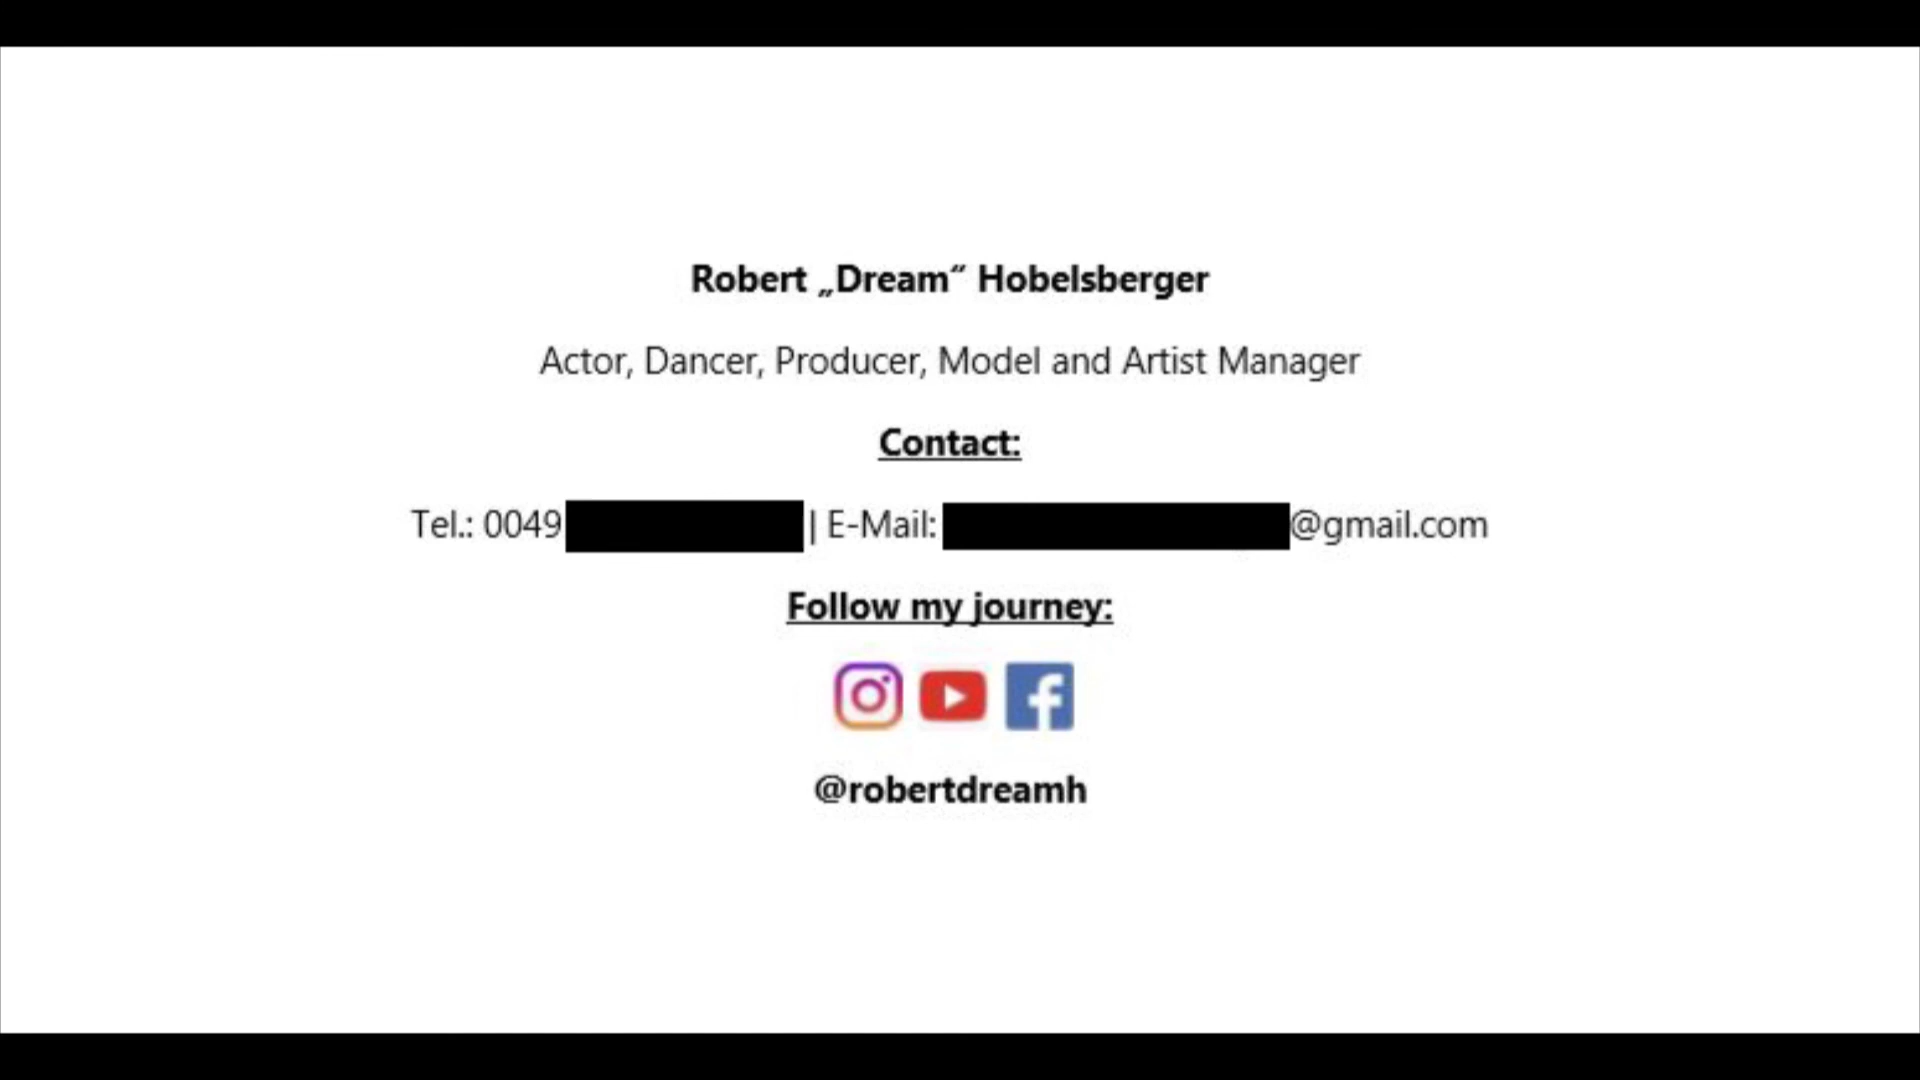 Robert „Dream“ Hobelsberger
Actor, Dancer, Producer, Model and Artist Manager
Contact:
Tel.: 0049 | E-Mail: @gmail.com
Follow my journey:
@robertdreamh